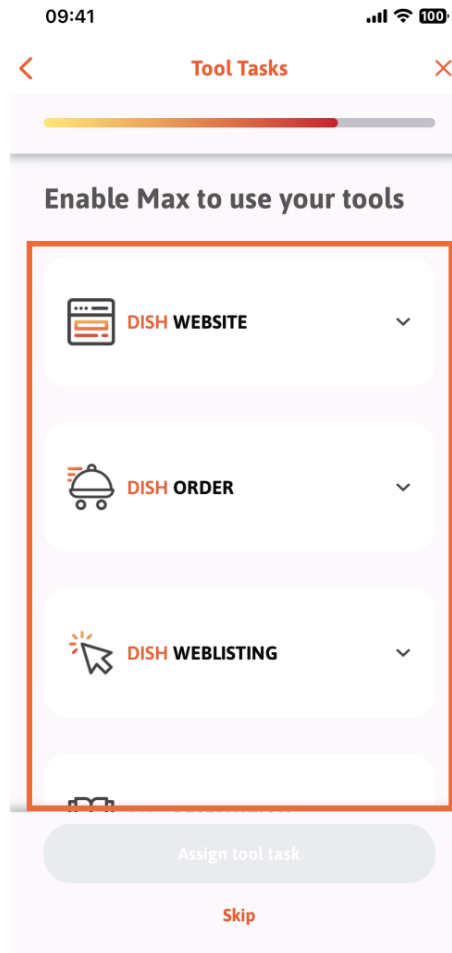 09:41
100
Tool Tasks
Enable Max to use your tools
DISH WEBSITE
DISH ORDER
DISH WEBLISTING
Assign tool task
Skip